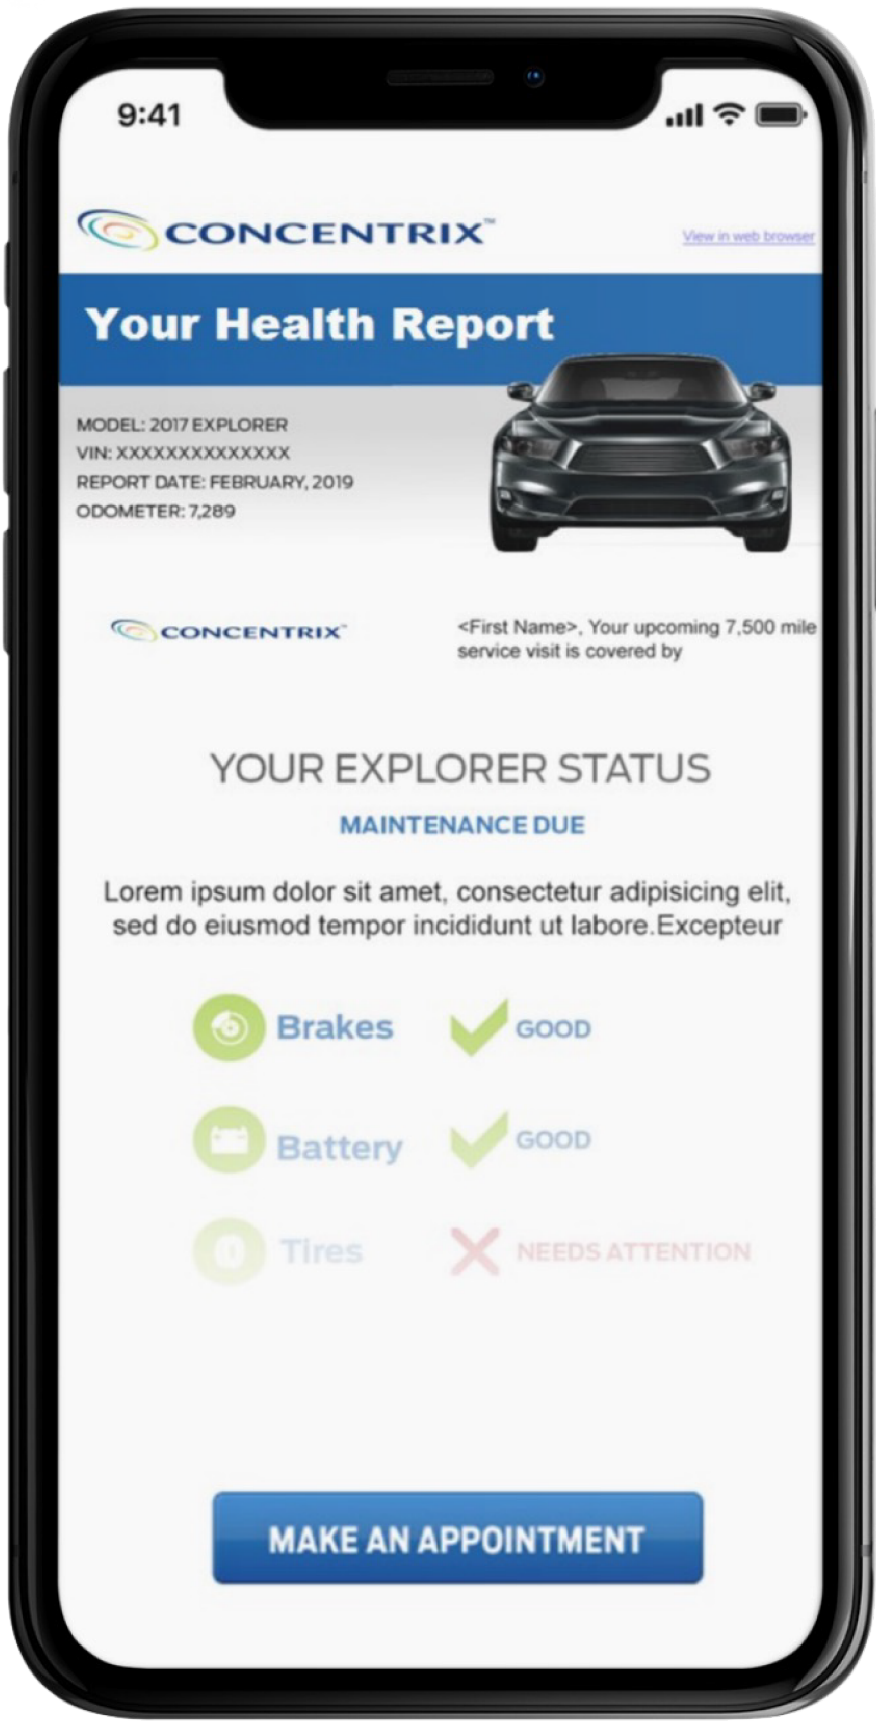 9:41
CONCENTRIX™
View in web browser
Your Health Report
MODEL: 2017 EXPLORER
VIN: XXXXXXXXXXXXXX
REPORT DATE: FEBRUARY, 2019
ODOMETER: 7,289
CONCENTRIX™
<First Name>, Your upcoming 7,500 mile
service visit is covered by
YOUR EXPLORER STATUS
MAINTENANCE DUE
Lorem ipsum dolor sit amet, consectetur adipisicing elit,
sed do eiusmod tempor incididunt ut labore.Excepteur
Brakes GOOD
Battery GOOD
Tires NEEDS ATTENTION
MAKE AN APPOINTMENT